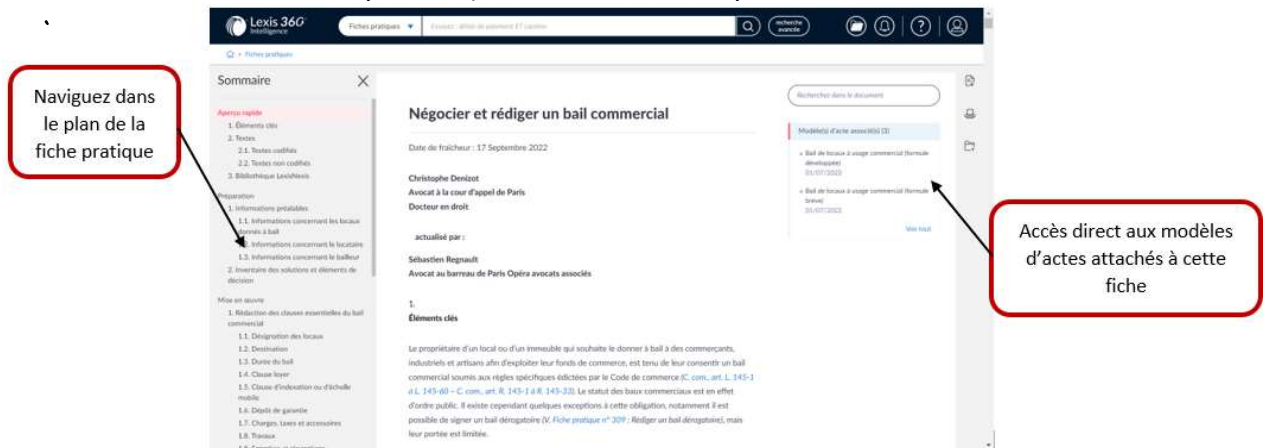 Lexis 360
Intelligence
Fiches pratiques
Essayez : délai de paiement ET caution
recherche
avancée
Fiches pratiques
Sommaire
Naviguez dans
le plan de la
fiche pratique
Aperçu rapide
1. Éléments clés
2. Textes
2.1. Textes codifiés
2.2. Textes non codifiés
3. Bibliothèque LexisNexis
Préparation
1. Informations préalables
1.1. Informations concernant les locaux
donnés à bail
1.2. Informations concernant le locataire
1.3. Informations concernant le bailleur
2. Inventaire des solutions et éléments de
décision
Mise en œuvre
1. Rédaction des clauses essentielles du bail
commercial
1.1. Désignation des locaux
1.2. Destination
1.3. Durée du bail
1.4. Clause loyer
1.5. Clause d'indexation ou d'échelle
mobile
1.6. Dépôt de garantie
1.7. Charges, taxes et accessoires
1.8. Travaux
Négocier et rédiger un bail commercial
Date de fraîcheur : 17 Septembre 2022
Christophe Denizot
Avocat à la cour d'appel de Paris
Docteur en droit
actualisé par :
Sébastien Regnault
Avocat au barreau de Paris Opéra avocats associés
1.
Éléments clés
Le propriétaire d'un local ou d'un immeuble qui souhaite le donner à bail à des commerçants,
industriels et artisans afin d'exploiter leur fonds de commerce, est tenu de leur consentir un bail
commercial soumis aux règles spécifiques édictées par le Code de commerce (C. com., art. L. 145-1
à L. 145-60 – C. com., art. R. 145-1 à R. 145-33). Le statut des baux commerciaux est en effet
d'ordre public. Il existe cependant quelques exceptions à cette obligation, notamment il est
possible de signer un bail dérogatoire (V. Fiche pratique n° 309 : Rédiger un bail dérogatoire), mais
leur portée est limitée.
Recherchez dans le document
Modèle(s) d'acte associé(s) (3)
Bail de locaux à usage commercial (formule
développée)
01/07/2022
Bail de locaux à usage commercial (formule
brève)
01/07/2022
Voir tout
Accès direct aux modèles
d'actes attachés à cette
fiche